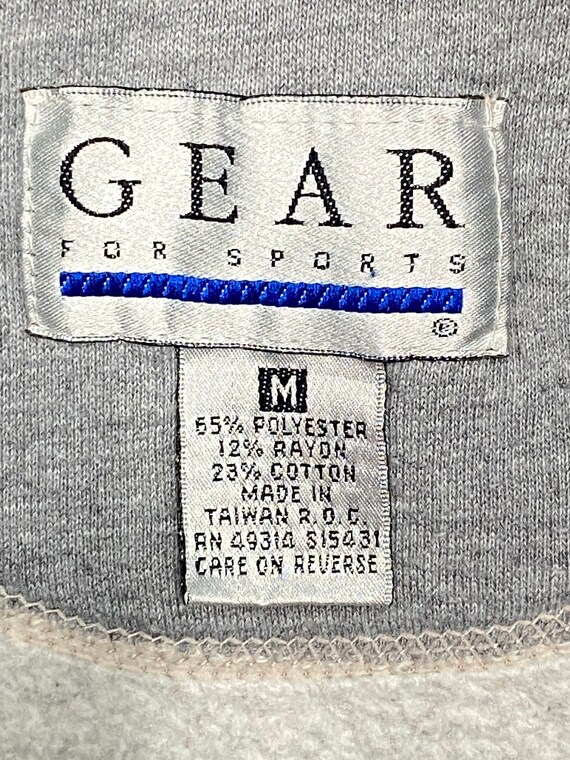 GEAR
FOR SPORTS
®
M
65% POLYESTER
12% RAYON
23% COTTON
MADE IN
TAIWAN R.O.C.
RN 49314 S15431
CARE ON REVERSE